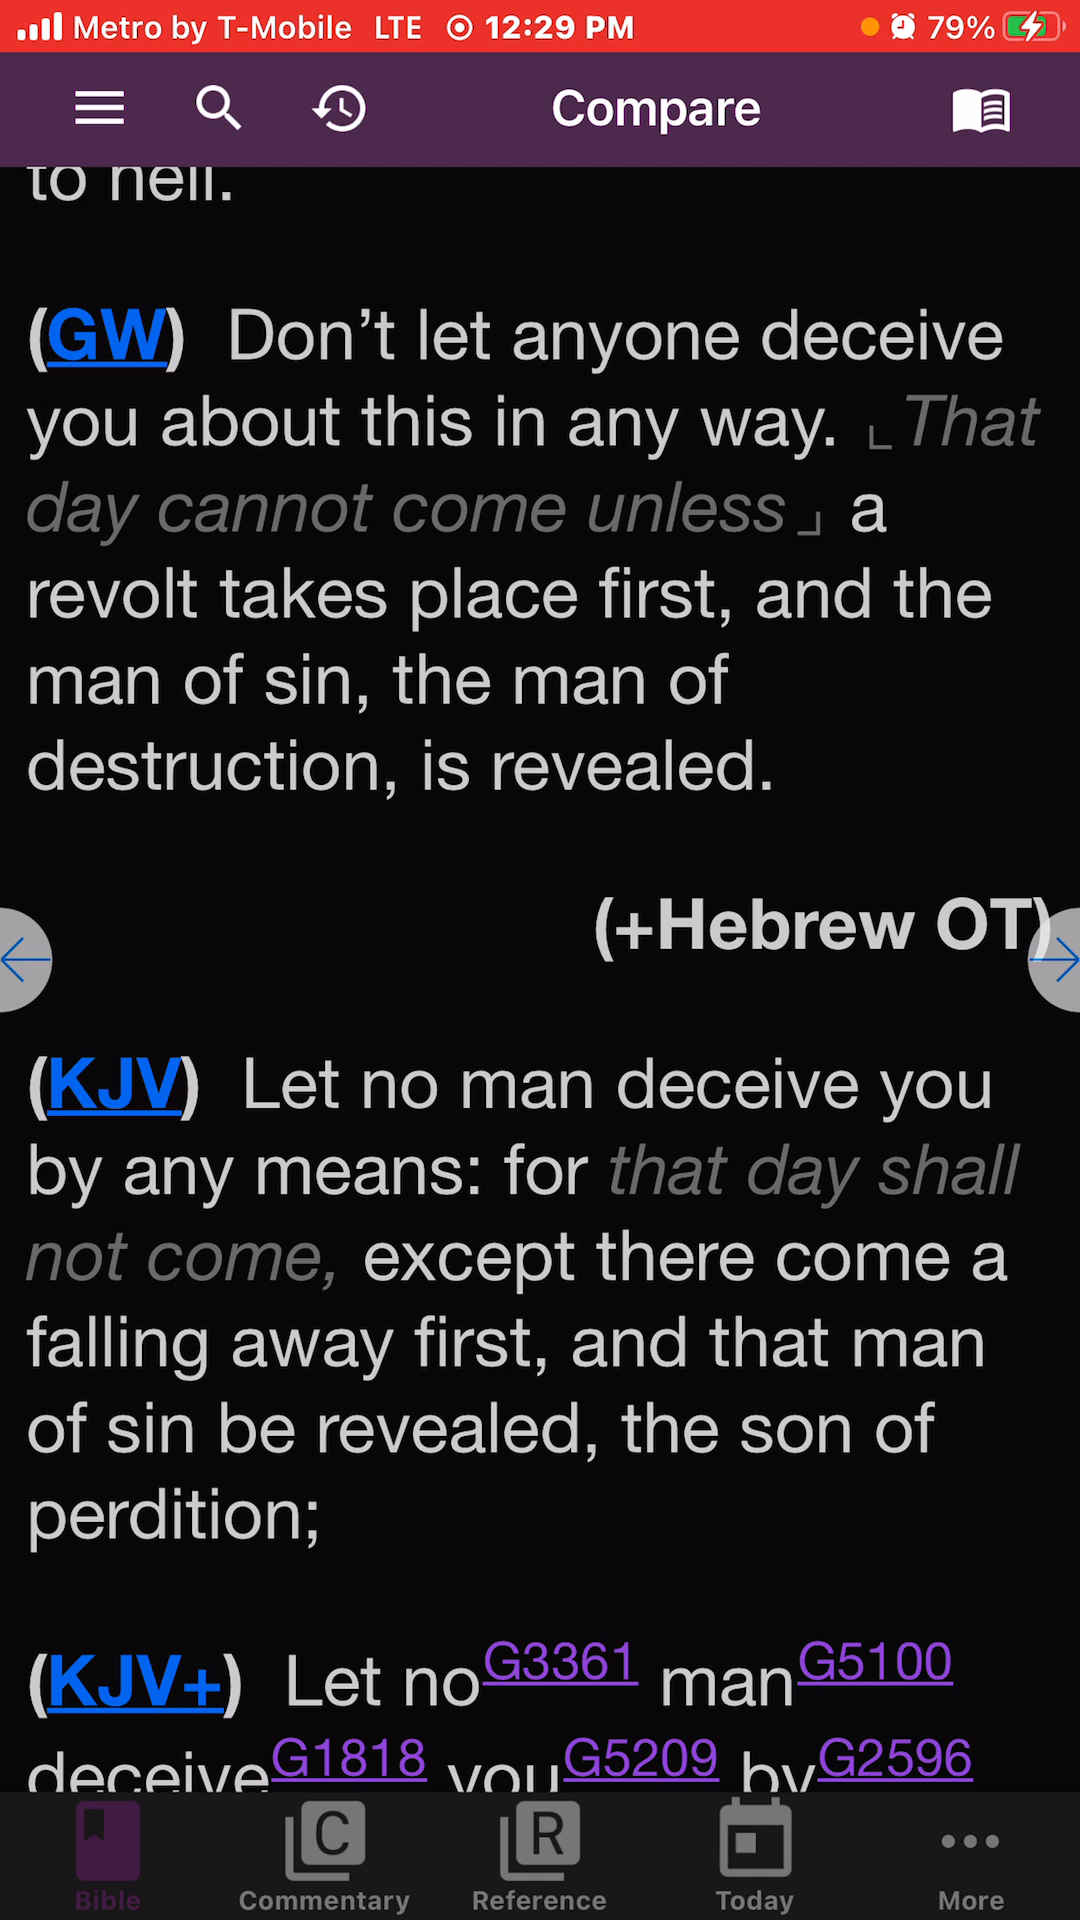 Metro by T-Mobile LTE 12:29 PM 79%
Compare
to hell.
(GW) Don’t let anyone deceive
you about this in any way. ⌞That
day cannot come unless⌟ a
revolt takes place first, and the
man of sin, the man of
destruction, is revealed.
(+Hebrew OT)
(KJV) Let no man deceive you
by any means: for that day shall
not come, except there come a
falling away first, and that man
of sin be revealed, the son of
perdition;
(KJV+) Let noG3361 manG5100
deceiveG1818 youG5209 byG2596
C R
Bible Commentary Reference Today More